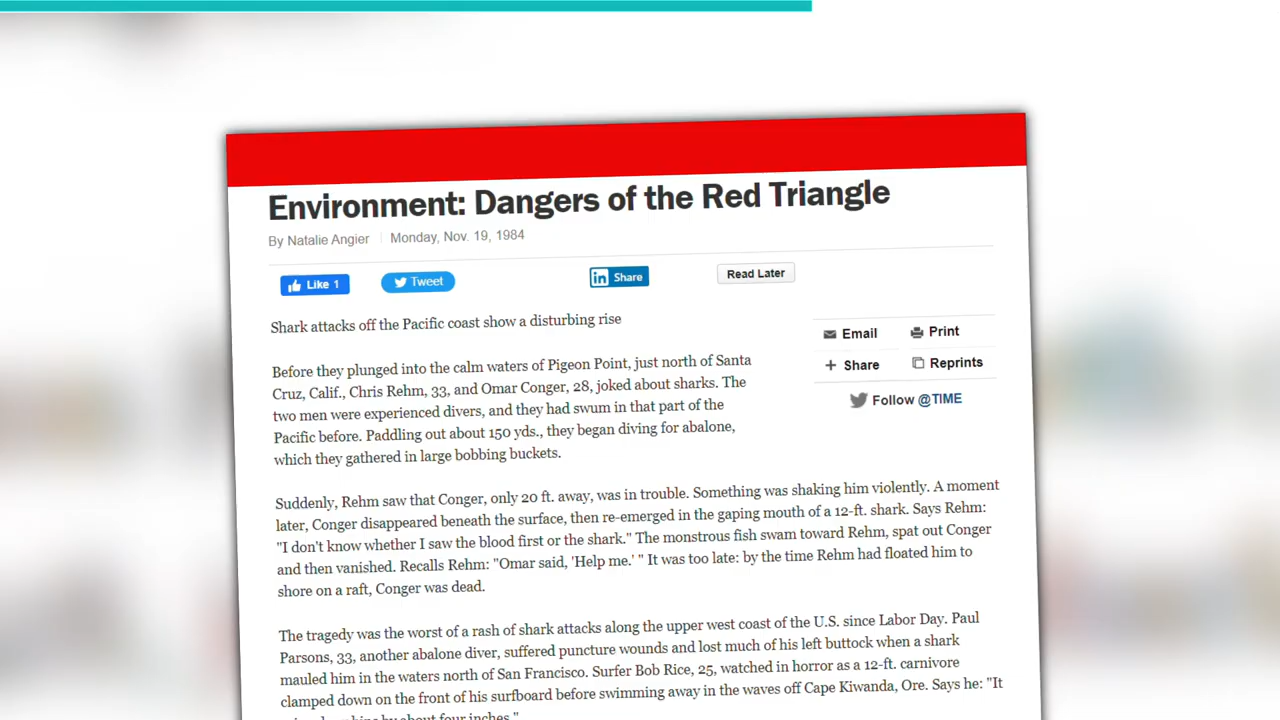 Environment: Dangers of the Red Triangle
By Natalie Angier | Monday, Nov. 19, 1984
Like 1
Tweet
in Share
Read Later
Shark attacks off the Pacific coast show a disturbing rise
Email
Print
Share
Reprints
Follow @TIME
Before they plunged into the calm waters of Pigeon Point, just north of Santa
Cruz, Calif., Chris Rehm, 33, and Omar Conger, 28, joked about sharks. The
two men were experienced divers, and they had swum in that part of the
Pacific before. Paddling out about 150 yds., they began diving for abalone,
which they gathered in large bobbing buckets.
Suddenly, Rehm saw that Conger, only 20 ft. away, was in trouble. Something was shaking him violently. A moment
later, Conger disappeared beneath the surface, then re-emerged in the gaping mouth of a 12-ft. shark. Says Rehm:
"I don't know whether I saw the blood first or the shark." The monstrous fish swam toward Rehm, spat out Conger
and then vanished. Recalls Rehm: "Omar said, 'Help me.' " It was too late: by the time Rehm had floated him to
shore on a raft, Conger was dead.
The tragedy was the worst of a rash of shark attacks along the upper west coast of the U.S. since Labor Day. Paul
Parsons, 33, another abalone diver, suffered puncture wounds and lost much of his left buttock when a shark
mauled him in the waters north of San Francisco. Surfer Bob Rice, 25, watched in horror as a 12-ft. carnivore
clamped down on the front of his surfboard before swimming away in the waves off Cape Kiwanda, Ore. Says he: "It
by about four inches."